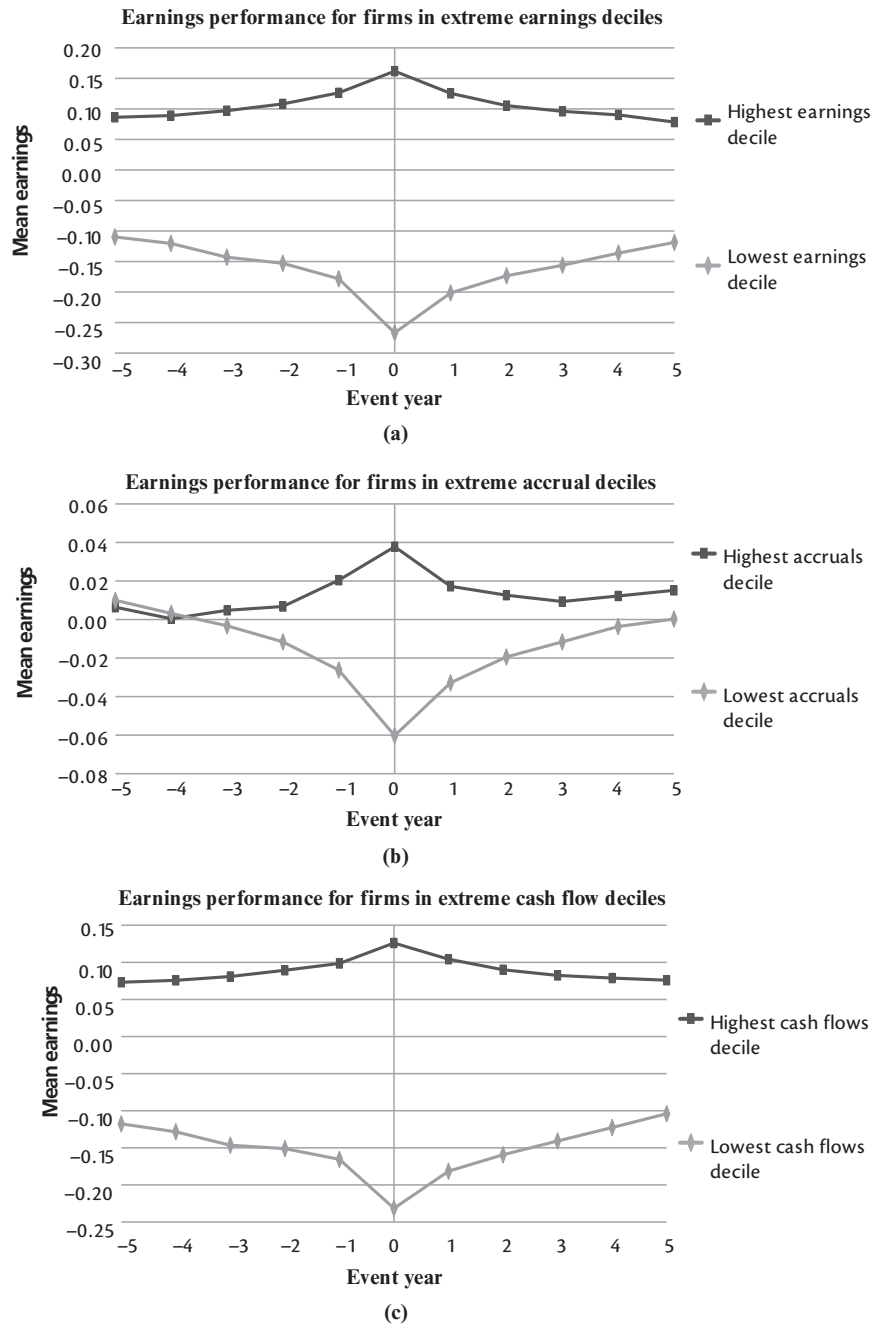 Earnings performance for firms in extreme earnings deciles
0.20
0.15
0.10
0.05
0.00
−0.05
−0.10
−0.15
−0.20
−0.25
−0.30
Mean earnings
−5 −4 −3 −2 −1 0 1 2 3 4 5
Event year
Highest earnings
decile
Lowest earnings
decile
(a)
Earnings performance for firms in extreme accrual deciles
0.06
0.04
0.02
0.00
−0.02
−0.04
−0.06
−0.08
Mean earnings
−5 −4 −3 −2 −1 0 1 2 3 4 5
Event year
Highest accruals
decile
Lowest accruals
decile
(b)
Earnings performance for firms in extreme cash flow deciles
0.15
0.10
0.05
0.00
−0.05
−0.10
−0.15
−0.20
−0.25
Mean earnings
−5 −4 −3 −2 −1 0 1 2 3 4 5
Event year
Highest cash flows
decile
Lowest cash flows
decile
(c)